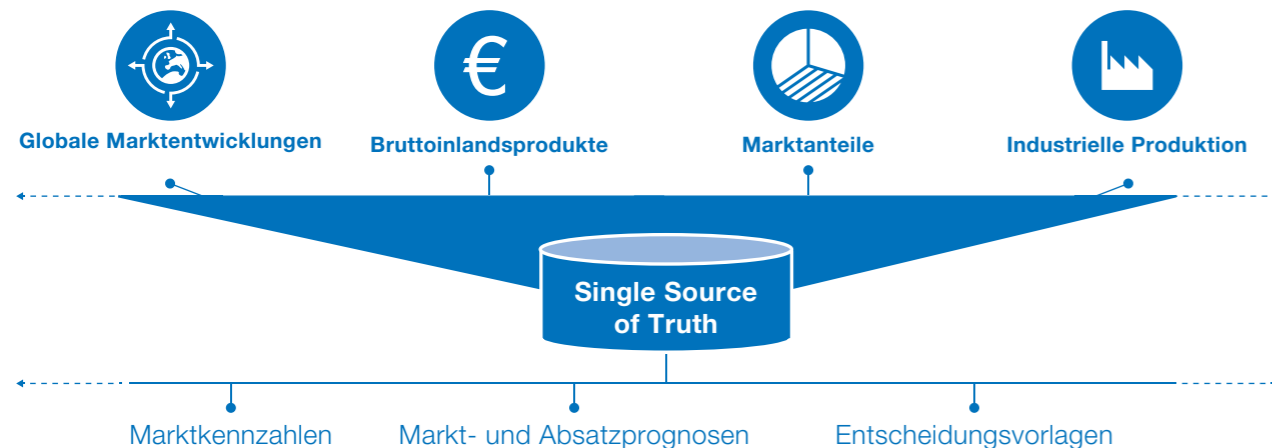 €
Globale Marktentwicklungen
Bruttoinlandsprodukte
Marktanteile
Industrielle Produktion
Single Source
of Truth
Marktkennzahlen
Markt- und Absatzprognosen
Entscheidungsvorlagen